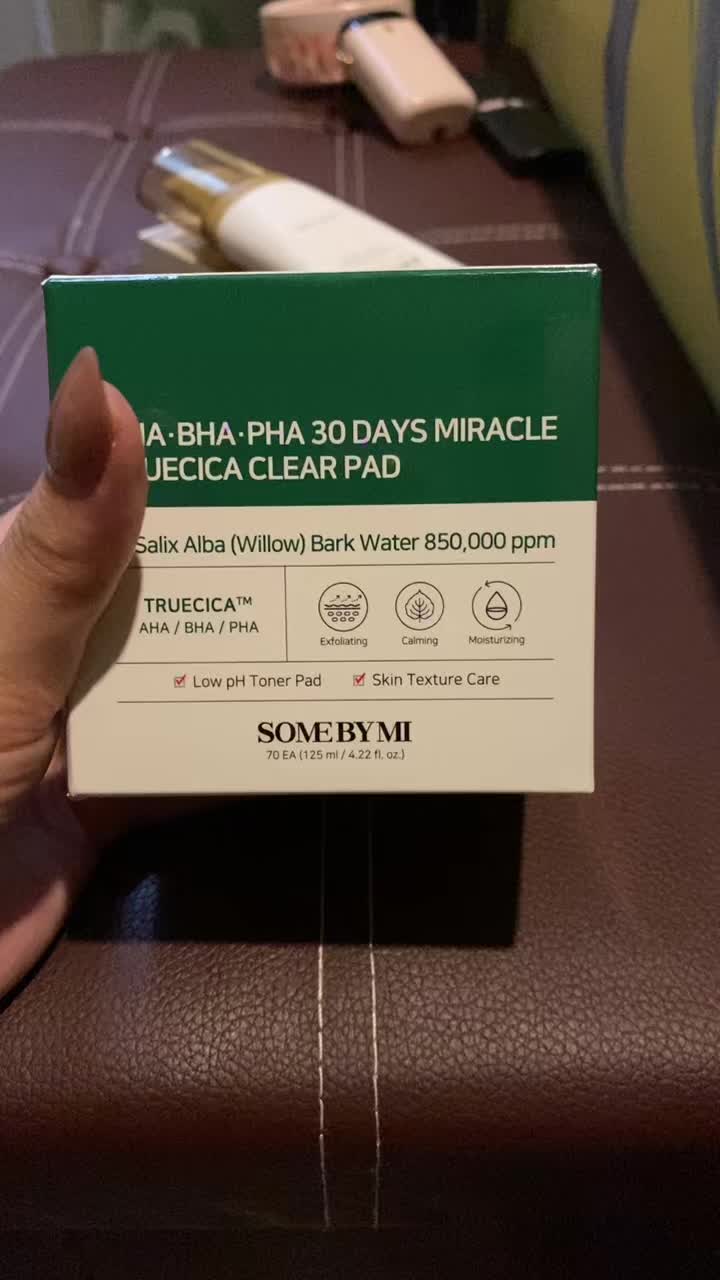 BHA·PHA 30 DAYS MIRACLE
CLEAR PAD
Salix Alba (Willow) Bark Water 850,000 ppm
TRUECICA™
AHA / BHA / PHA
Exfoliating
Calming
Moisturizing
Low pH Toner Pad
Skin Texture Care
SOME BY MI
70 EA (125 ml / 4.22 fl. oz.)